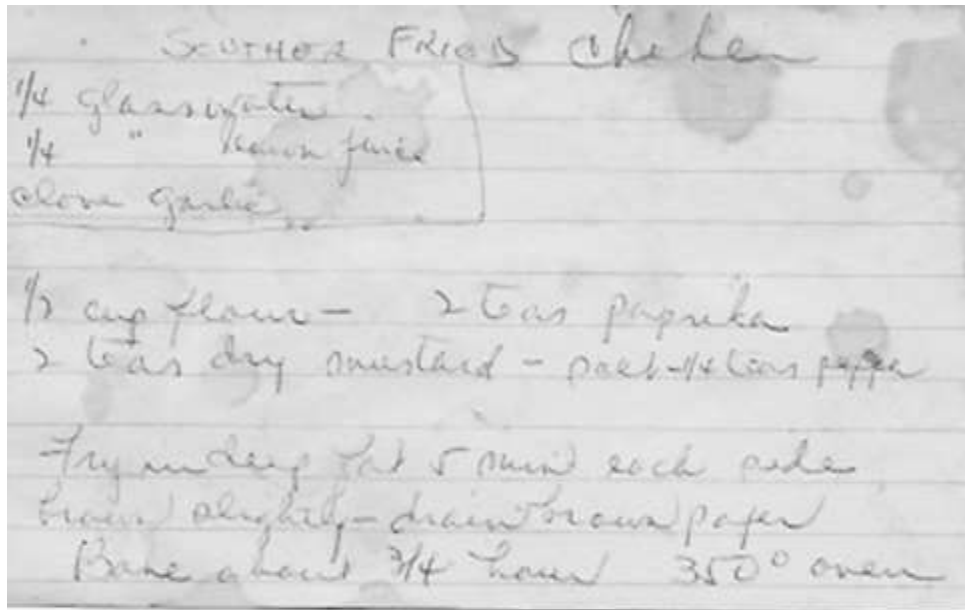 SOUTHER FRIED Chicken
1/4 glass water
1/4 " lemon juice
clove garlic
1/2 cup flour - 2 teas paprika
2 teas dry mustard - salt - 1/4 teas pepper
Fry in deep fat 5 min each side
brown slightly - drain brown paper
Bake about 3/4 hour 350° oven